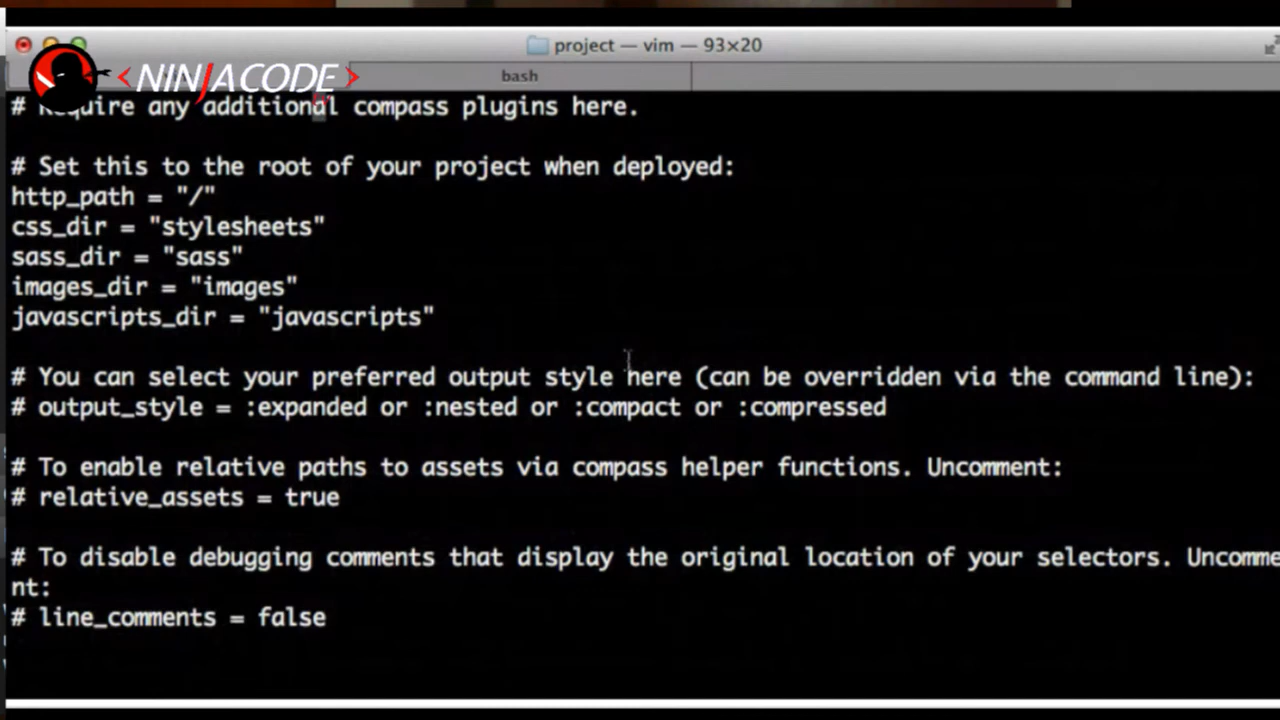 project — vim — 93×20
<NINJACODE>
bash
# Require any additional compass plugins here.
# Set this to the root of your project when deployed:
http_path = "/"
css_dir = "stylesheets"
sass_dir = "sass"
images_dir = "images"
javascripts_dir = "javascripts"
# You can select your preferred output style here (can be overridden via the command line):
# output_style = :expanded or :nested or :compact or :compressed
# To enable relative paths to assets via compass helper functions. Uncomment:
# relative_assets = true
# To disable debugging comments that display the original location of your selectors. Uncomme
nt:
# line_comments = false